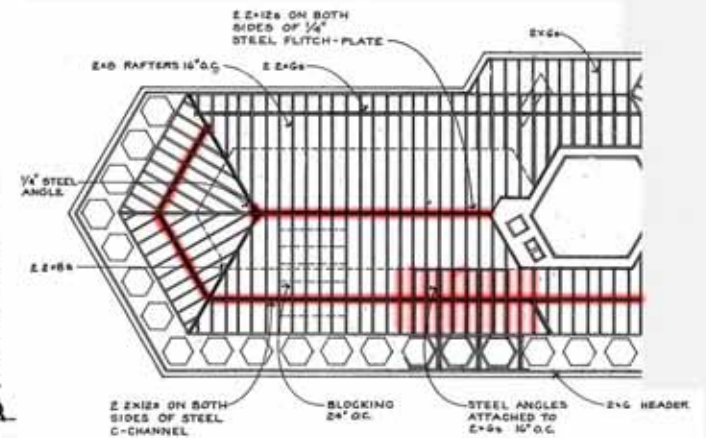 2 2×12s ON BOTH
SIDES OF 1/4"
STEEL FLITCH-PLATE
2×6s
2×8 RAFTERS 16" O.C.
2 2×6s
1/4" STEEL
ANGLE
2 2×8s
2 2×12s ON BOTH
SIDES OF STEEL
C-CHANNEL
BLOCKING
24" O.C.
STEEL ANGLES
ATTACHED TO
2×6s 16" O.C.
2×6 HEADER